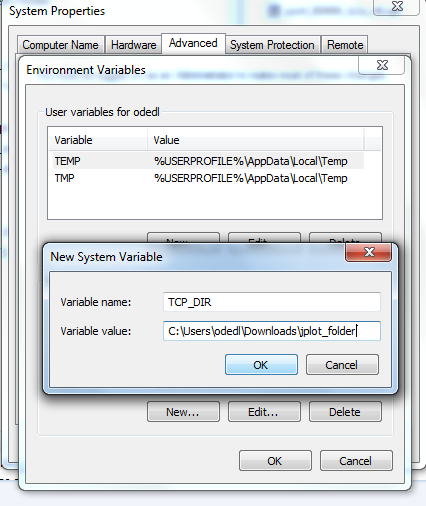 System Properties
Computer Name Hardware Advanced System Protection Remote
Environment Variables
User variables for odedl
Variable Value
TEMP %USERPROFILE%\AppData\Local\Temp
TMP %USERPROFILE%\AppData\Local\Temp
New... Edit... Delete
New System Variable
Variable name: TCP_DIR
Variable value: C:\Users\odedl\Downloads\jplot_folder
OK Cancel
New... Edit... Delete
OK Cancel